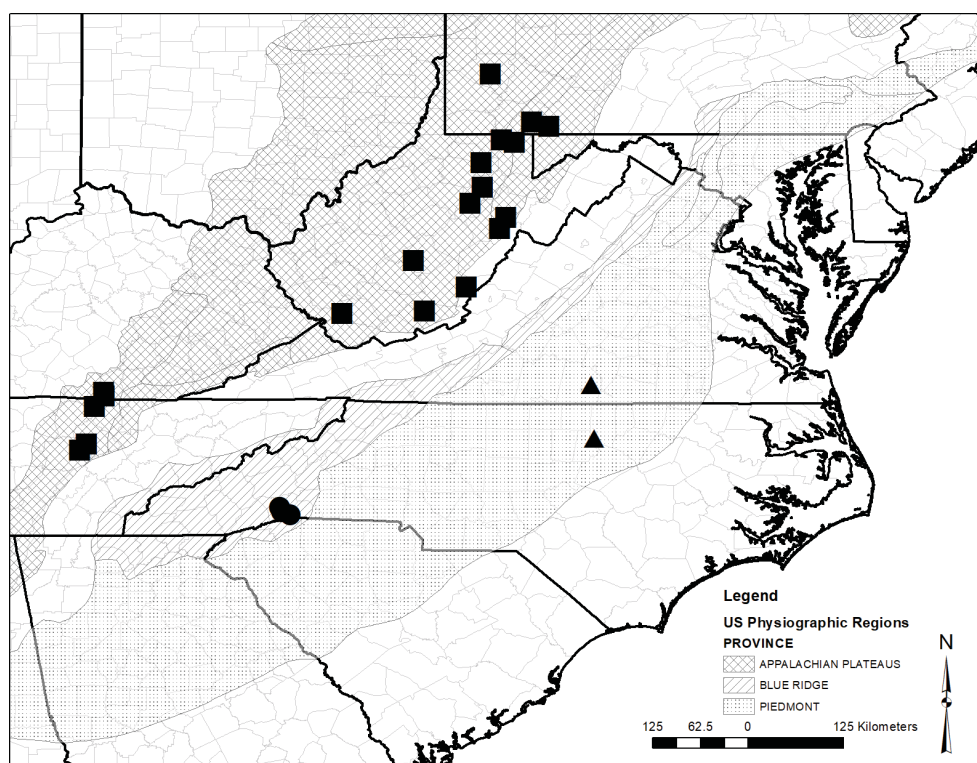 Legend
US Physiographic Regions
PROVINCE
APPALACHIAN PLATEAUS
BLUE RIDGE
PIEDMONT
N
125 62.5 0 125 Kilometers